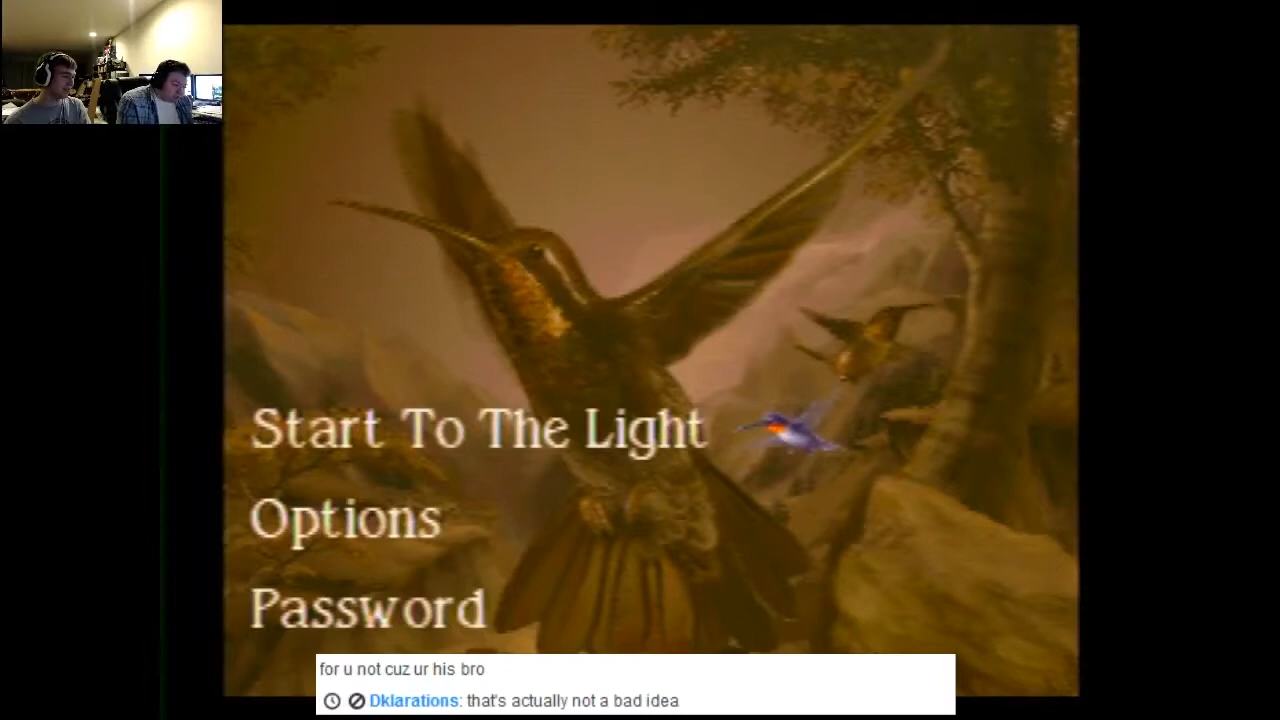 Start To The Light
Options
Password
for u not cuz ur his bro
Dklarations: that's actually not a bad idea